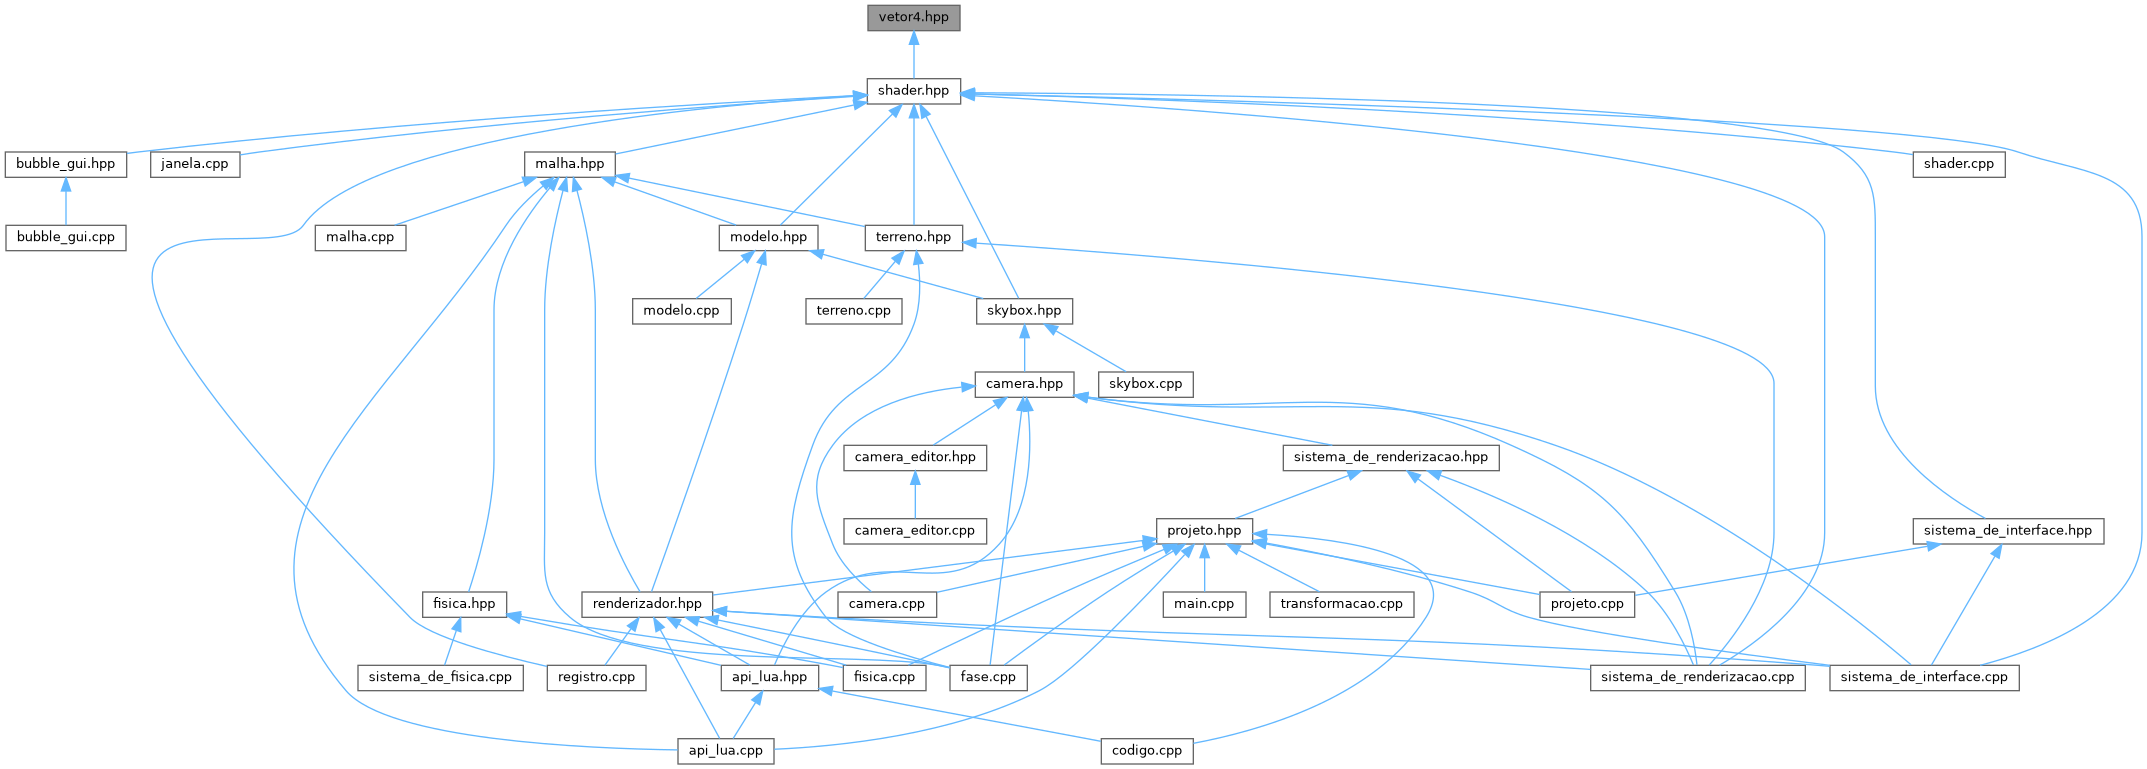 vetor4.hpp
shader.hpp
bubble_gui.hpp
janela.cpp
malha.hpp
shader.cpp
bubble_gui.cpp
malha.cpp
modelo.hpp
terreno.hpp
modelo.cpp
terreno.cpp
skybox.hpp
camera.hpp
skybox.cpp
camera_editor.hpp
sistema_de_renderizacao.hpp
camera_editor.cpp
projeto.hpp
sistema_de_interface.hpp
fisica.hpp
renderizador.hpp
camera.cpp
main.cpp
transformacao.cpp
projeto.cpp
sistema_de_fisica.cpp
registro.cpp
api_lua.hpp
fisica.cpp
fase.cpp
sistema_de_renderizacao.cpp
sistema_de_interface.cpp
api_lua.cpp
codigo.cpp